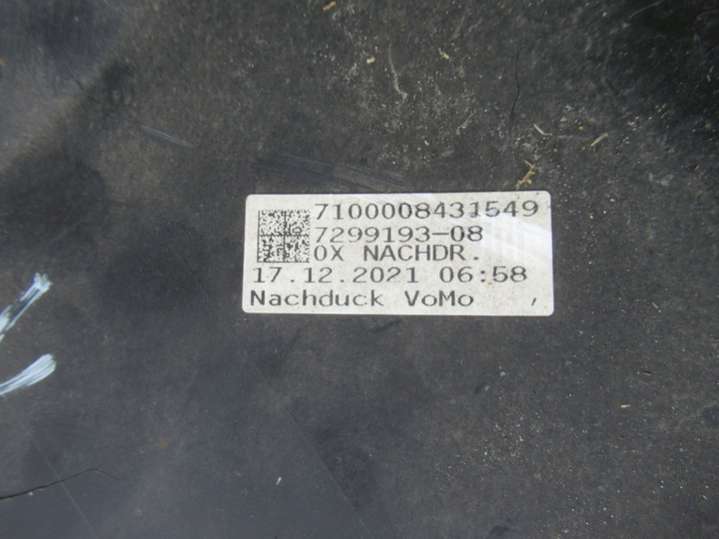 7100008431549
7299193-08
0X NACHDR.
17.12.2021 06:58
Nachduck VoMo ,